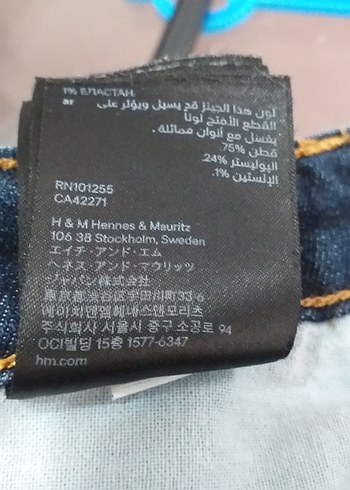 1% ЕЛАСТАН.
ar
لون هذا الجينز قد يسيل ويؤثر على
القطع الأفتح لوناً
.يغسل مع ألوان مماثلة
قطن 75%.
البوليستر 24%.
الإلستين 1%.
RN101255
CA42271
H & M Hennes & Mauritz
106 38 Stockholm, Sweden
エイチ・アンド・エム
ヘネス・アンド・マウリッツ
ジャパン株式会社
東京都渋谷区宇田川町33-6
에이치앤엠헤네스앤모리츠
주식회사 서울시 중구 소공로 94
OCI빌딩 15층 1577-6347
hm.com